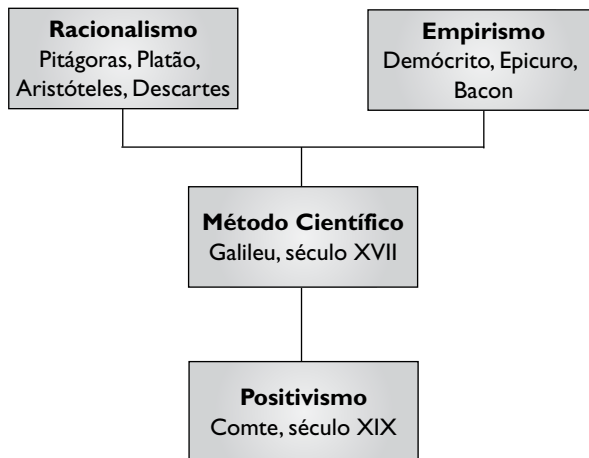 Racionalismo
Pitágoras, Platão,
Aristóteles, Descartes
Empirismo
Demócrito, Epicuro,
Bacon
Método Científico
Galileu, século XVII
Positivismo
Comte, século XIX